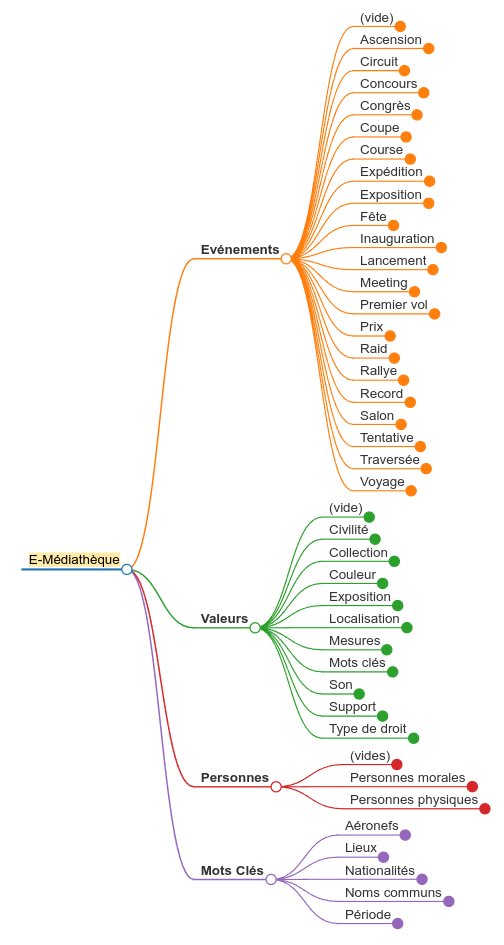 E-Médiathèque
Evénements
(vide)
Ascension
Circuit
Concours
Congrès
Coupe
Course
Expédition
Exposition
Fête
Inauguration
Lancement
Meeting
Premier vol
Prix
Raid
Rallye
Record
Salon
Tentative
Traversée
Voyage
Valeurs
(vide)
Civilité
Collection
Couleur
Exposition
Localisation
Mesures
Mots clés
Son
Support
Type de droit
Personnes
(vides)
Personnes morales
Personnes physiques
Mots Clés
Aéronefs
Lieux
Nationalités
Noms communs
Période